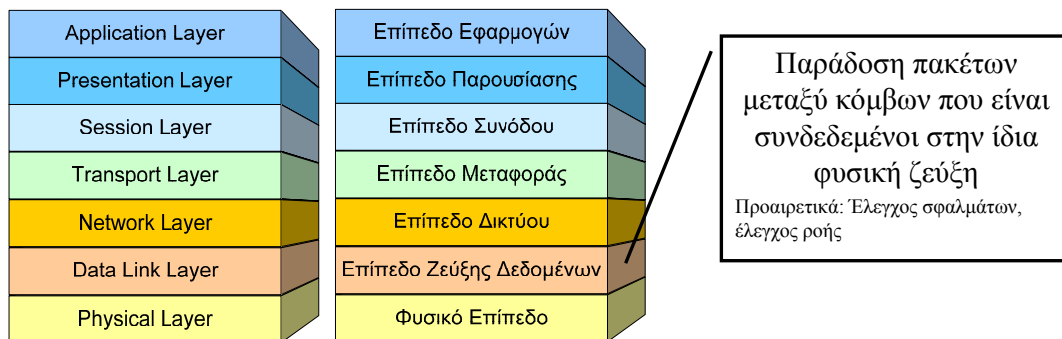 Application Layer
Presentation Layer
Session Layer
Transport Layer
Network Layer
Data Link Layer
Physical Layer
Επίπεδο Εφαρμογών
Επίπεδο Παρουσίασης
Επίπεδο Συνόδου
Επίπεδο Μεταφοράς
Επίπεδο Δικτύου
Επίπεδο Ζεύξης Δεδομένων
Φυσικό Επίπεδο
Παράδοση πακέτων
μεταξύ κόμβων που είναι
συνδεδεμένοι στην ίδια
φυσική ζεύξη
Προαιρετικά: Έλεγχος σφαλμάτων,
έλεγχος ροής